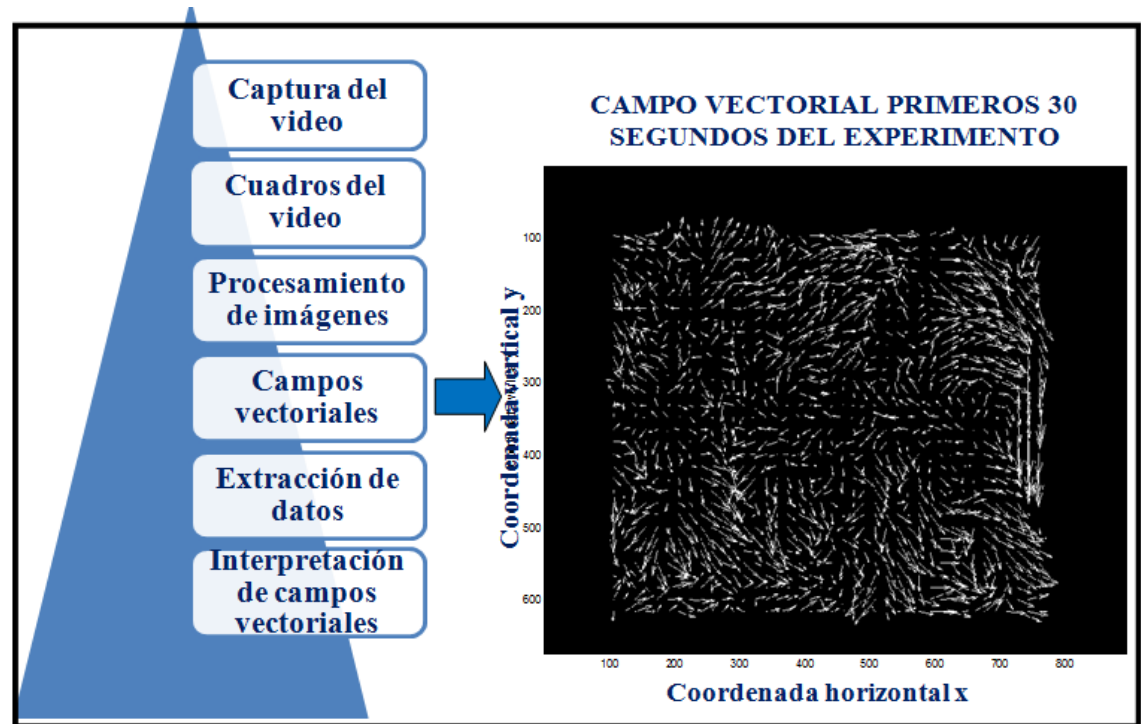 Captura del
video
Cuadros del
video
Procesamiento
de imágenes
Campos
vectoriales
Extracción de
datos
Interpretación
de campos
vectoriales
CAMPO VECTORIAL PRIMEROS 30
SEGUNDOS DEL EXPERIMENTO
Coordenada vertical y
100
200
300
400
500
600
100
200
300
400
500
600
700
800
Coordenada horizontal x